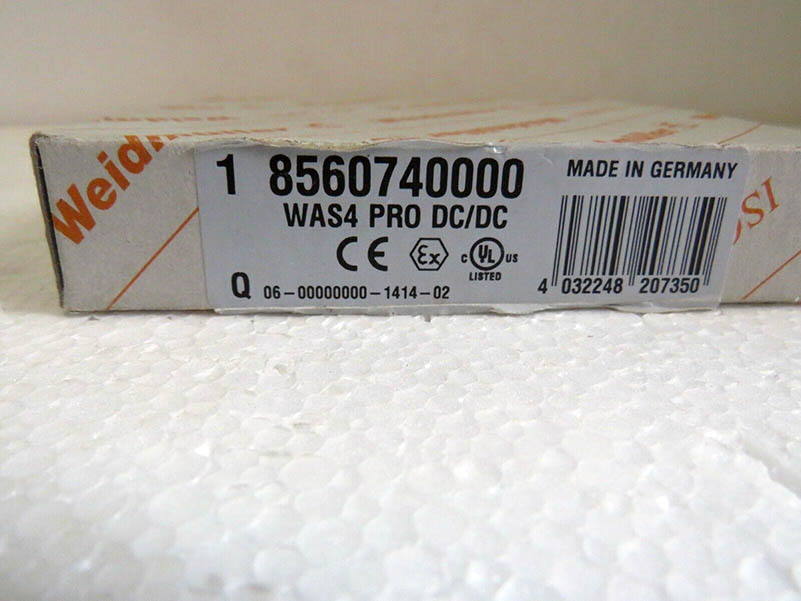 1 8560740000
WAS4 PRO DC/DC
CE Ex
C UL US
LISTED
Q 06-00000000-1414-02
MADE IN GERMANY
4 032248 207350